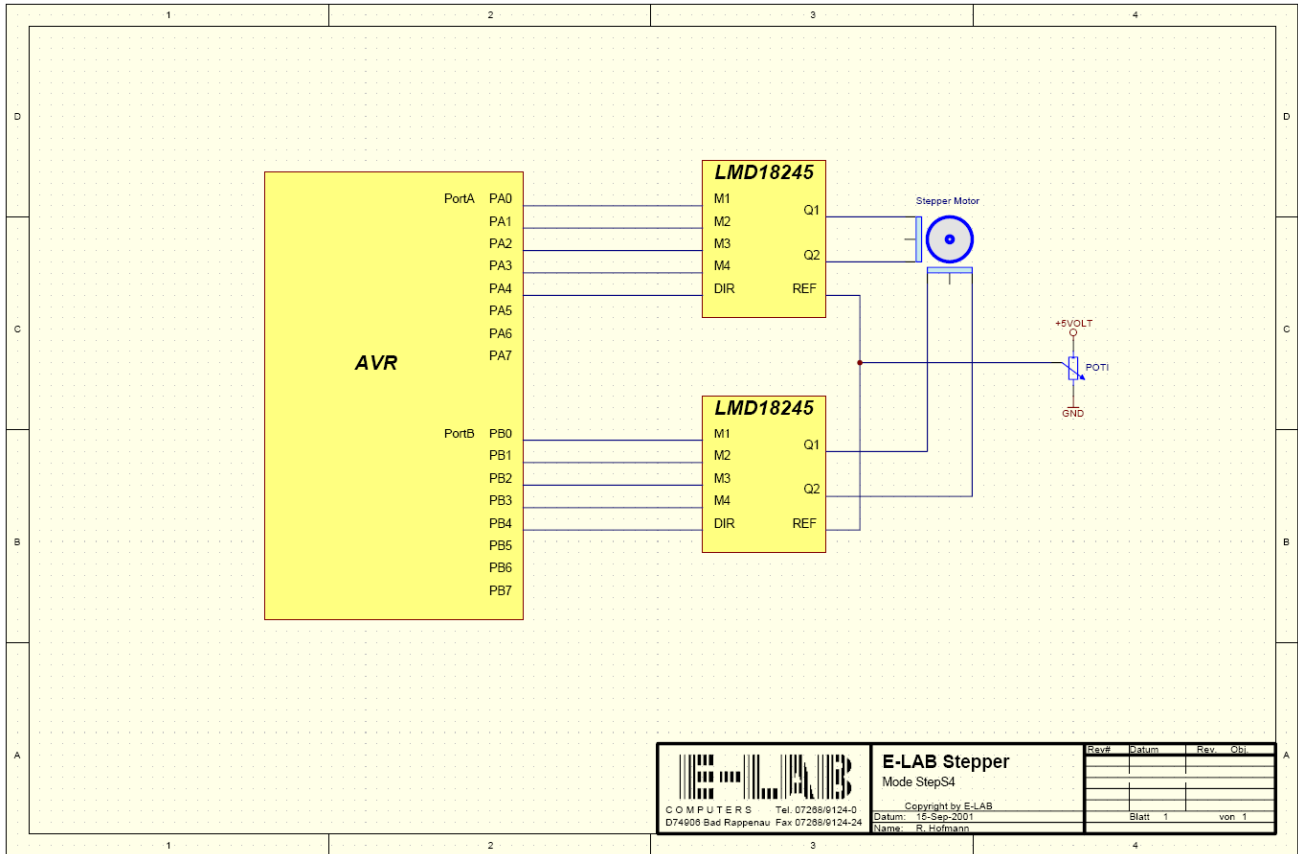 1 2 3 4
D D
LMD18245
PortA PA0 M1
Q1
Stepper Motor
PA1 M2
PA2 M3
Q2
PA3 M4
PA4 DIR REF
PA5
C C
+5VOLT
PA6
PA7
AVR
POTI
LMD18245
GND
PortB PB0 M1
Q1
PB1 M2
PB2 M3
Q2
PB3 M4
PB4 DIR REF
B B
PB5
PB6
PB7
A A
E-LAB
COMPUTERS Tel. 07268/9124-0
D74906 Bad Rappenau Fax 07268/9124-24
E-LAB Stepper
Mode StepS4
Copyright by E-LAB
Datum: 15-Sep-2001
Name: R. Hofmann
Rev# Datum Rev. Obj.
Blatt 1 von 1
1 2 3 4